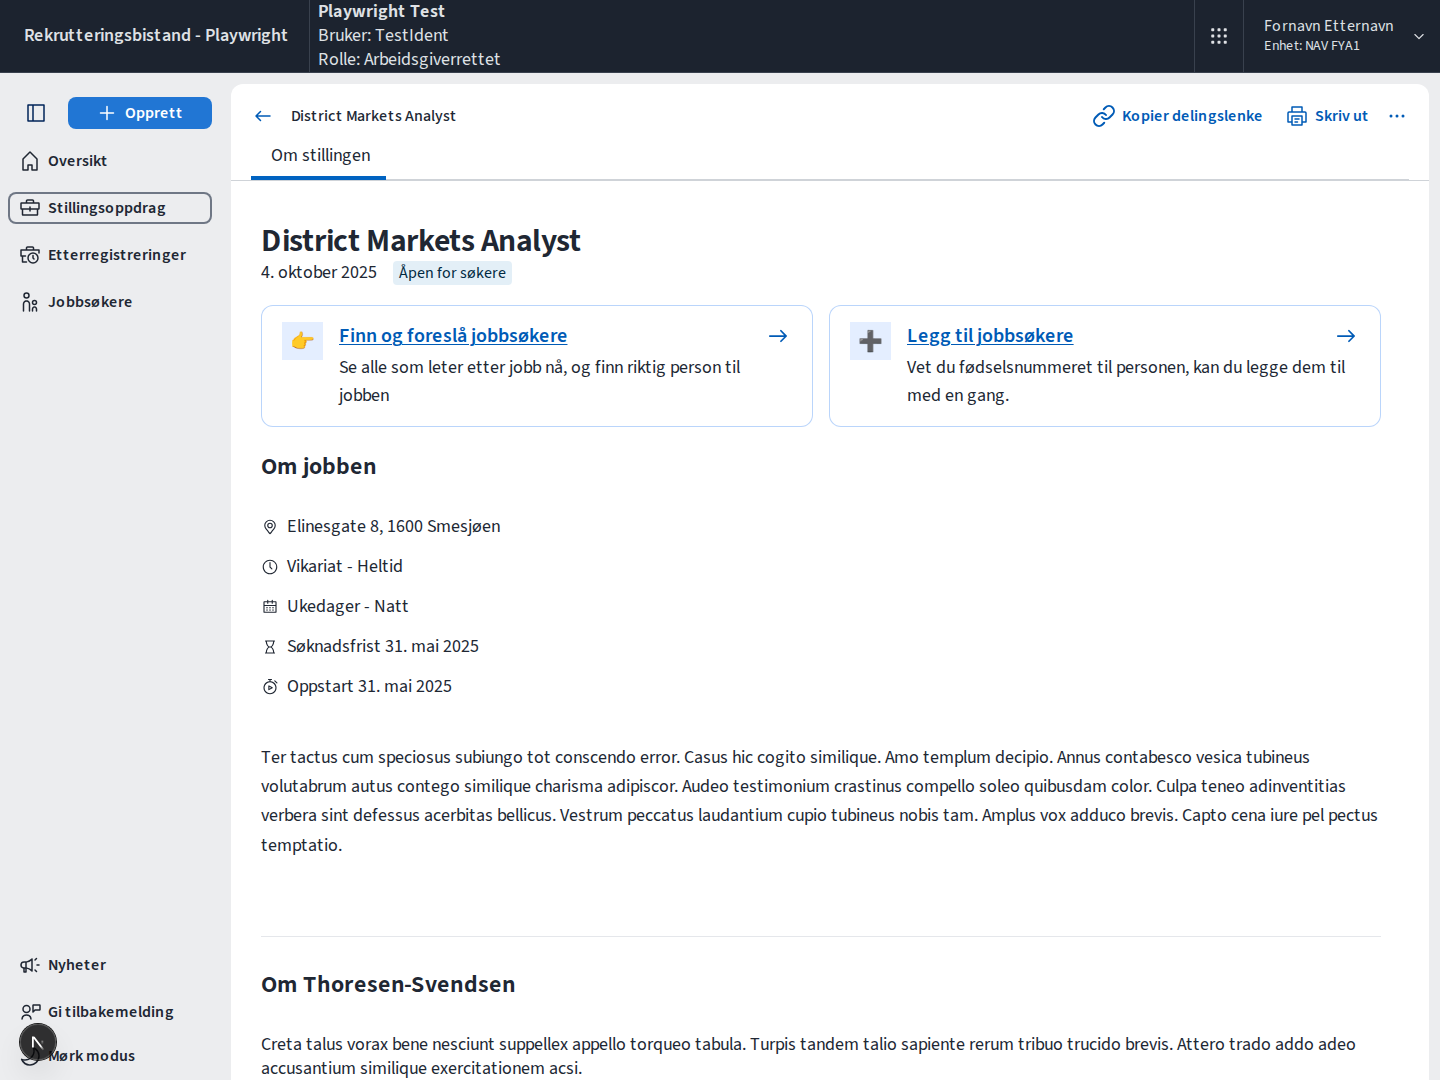 Rekrutteringsbistand - Playwright
Playwright Test
Bruker: TestIdent
Rolle: Arbeidsgiverrettet
Fornavn Etternavn
Enhet: NAV FYA1
Opprett
Oversikt
Stillingsoppdrag
Etterregistreringer
Jobbsøkere
Nyheter
Gi tilbakemelding
Mørk modus
District Markets Analyst
Kopier delingslenke
Skriv ut
Om stillingen
District Markets Analyst
4. oktober 2025
Åpen for søkere
Finn og foreslå jobbsøkere
Se alle som leter etter jobb nå, og finn riktig person til
jobben
Legg til jobbsøkere
Vet du fødselsnummeret til personen, kan du legge dem til
med en gang.
Om jobben
Elinesgate 8, 1600 Smesjøen
Vikariat - Heltid
Ukedager - Natt
Søknadsfrist 31. mai 2025
Oppstart 31. mai 2025
Ter tactus cum speciosus subiungo tot conscendo error. Casus hic cogito similique. Amo templum decipio. Annus contabesco vesica tubineus
volutabrum autus contego similique charisma adipiscor. Audeo testimonium crastinus compello soleo quibusdam color. Culpa teneo adinventitias
verbera sint defessus acerbitas bellicus. Vestrum peccatus laudantium cupio tubineus nobis tam. Amplus vox adduco brevis. Capto cena iure pel pectus
temptatio.
Om Thoresen-Svendsen
Creta talus vorax bene nesciunt suppellex appello torqueo tabula. Turpis tandem talio sapiente rerum tribuo trucido brevis. Attero trado addo adeo
accusantium similique exercitationem acsi.